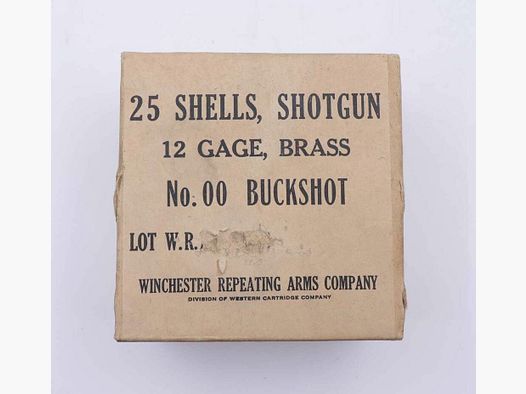 25 SHELLS, SHOTGUN
12 GAGE, BRASS
No. 00 BUCKSHOT
LOT W.R.
WINCHESTER REPEATING ARMS COMPANY
DIVISION OF WESTERN CARTRIDGE COMPANY